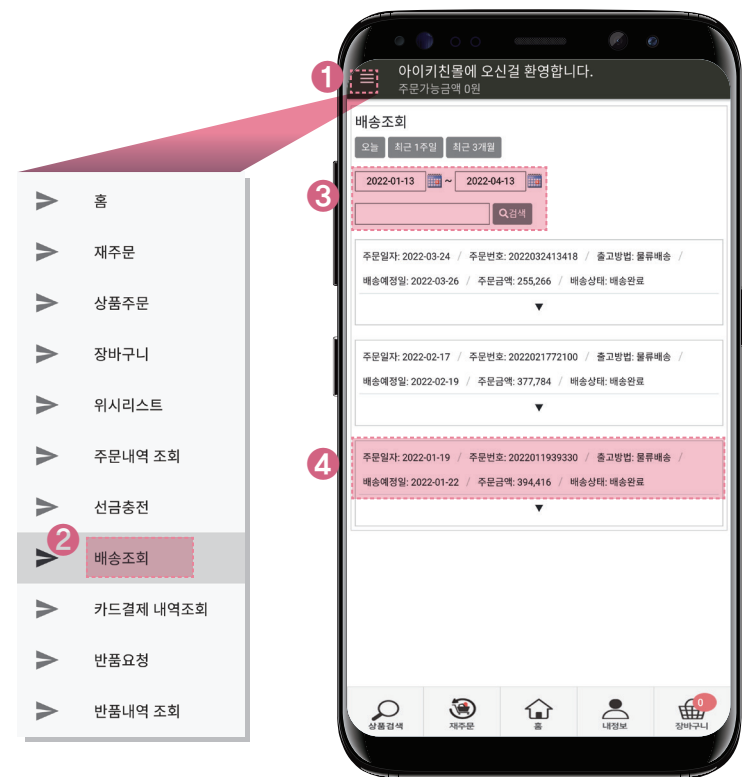 1
아이키친몰에 오신걸 환영합니다.
주문가능금액 0원
배송조회
오늘 최근 1주일 최근 3개월
3
2022-01-13 ~ 2022-04-13
검색
주문일자: 2022-03-24 / 주문번호: 2022032413418 / 출고방법: 물류배송 /
배송예정일: 2022-03-26 / 주문금액: 255,266 / 배송상태: 배송완료
▼
주문일자: 2022-02-17 / 주문번호: 2022021772100 / 출고방법: 물류배송 /
배송예정일: 2022-02-19 / 주문금액: 377,784 / 배송상태: 배송완료
▼
4
주문일자: 2022-01-19 / 주문번호: 2022011939330 / 출고방법: 물류배송 /
배송예정일: 2022-01-22 / 주문금액: 394,416 / 배송상태: 배송완료
▼
상품검색 재주문 홈 내정보 0 장바구니
홈
재주문
상품주문
장바구니
위시리스트
주문내역 조회
선금충전
2
배송조회
카드결제 내역조회
반품요청
반품내역 조회